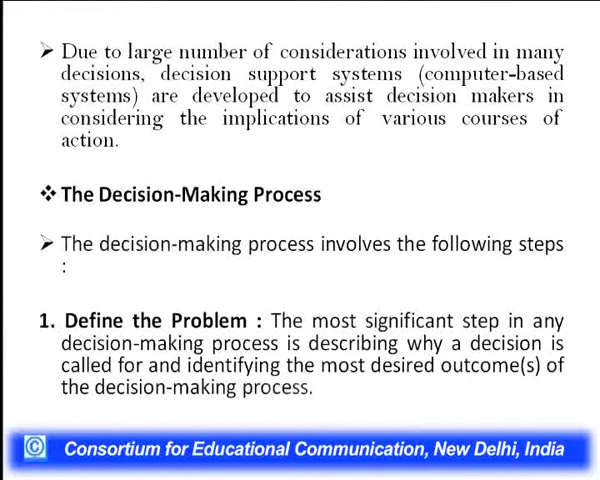 ➢ Due to large number of considerations involved in many
decisions, decision support systems (computer-based
systems) are developed to assist decision makers in
considering the implications of various courses of
action.
❖ The Decision-Making Process
➢ The decision-making process involves the following steps
:
1. Define the Problem : The most significant step in any
decision-making process is describing why a decision is
called for and identifying the most desired outcome(s) of
the decision-making process.
© Consortium for Educational Communication, New Delhi, India